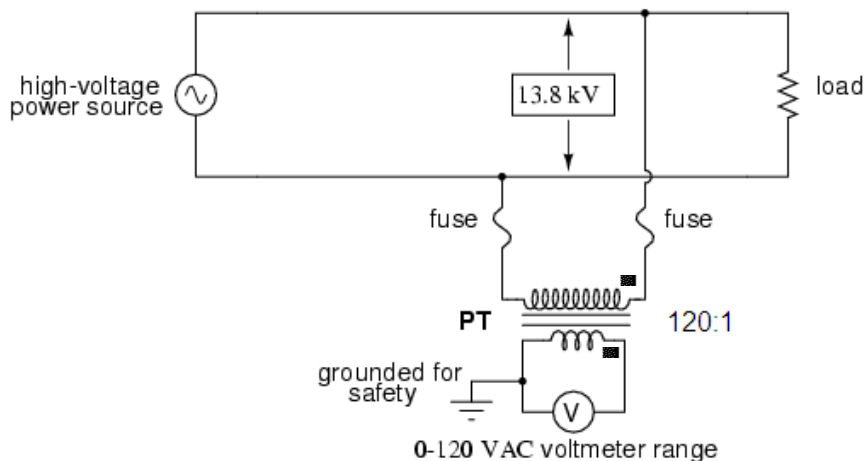 high-voltage
power source
13.8 kV
load
fuse
fuse
PT
120:1
grounded for
safety
V
0-120 VAC voltmeter range